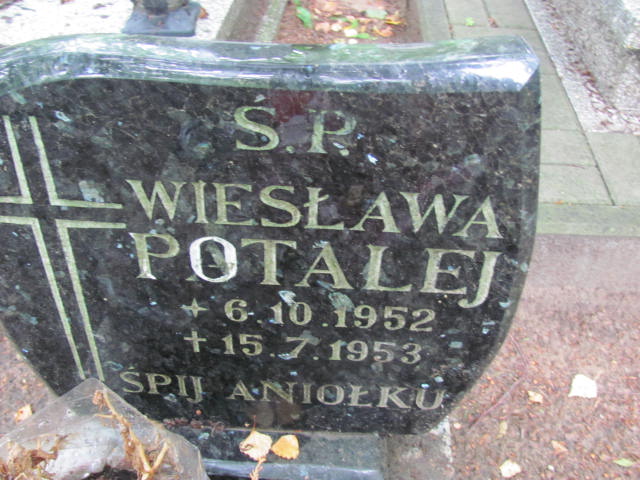 Ś.P.
WIESŁAWA
POTALEJ
+ 6.10.1952
+ 15.7.1953
ŚPIJ ANIOŁKU